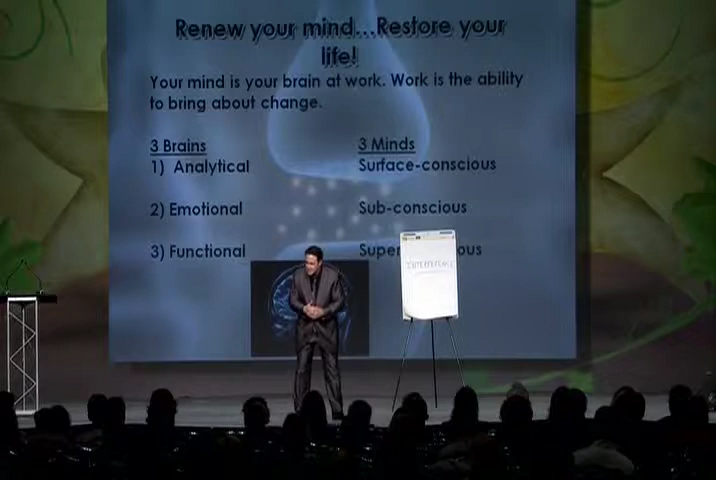 Renew your mind...Restore your
life!
Your mind is your brain at work. Work is the ability
to bring about change.
3 Brains 3 Minds
1) Analytical Surface-conscious
2) Emotional Sub-conscious
3) Functional